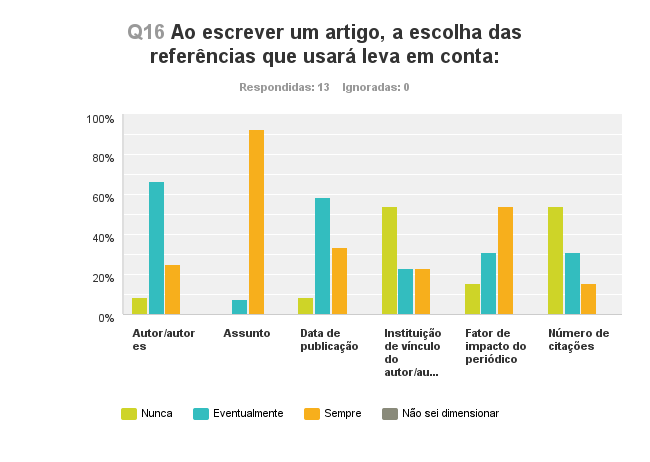 Q16 Ao escrever um artigo, a escolha das
referências que usará leva em conta:
Respondidas: 13 Ignoradas: 0
100%
80%
60%
40%
20%
0%
Autor/autor
es
Assunto
Data de
publicação
Instituição
de vínculo
do
autor/au...
Fator de
impacto do
periódico
Número de
citações
Nunca
Eventualmente
Sempre
Não sei dimensionar